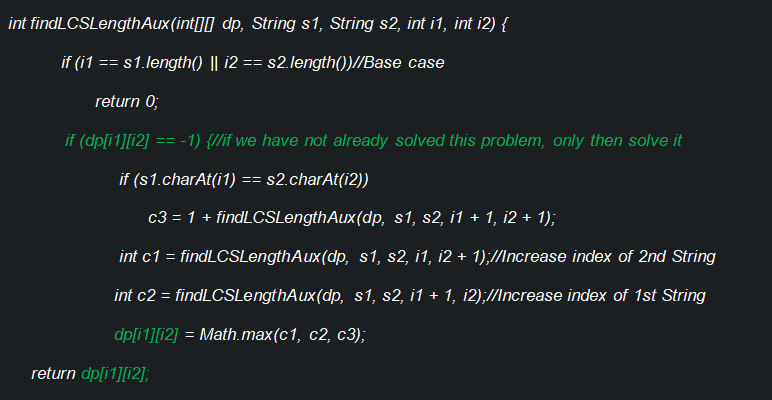 int findLCSLengthAux(int[][] dp, String s1, String s2, int i1, int i2) {
if (i1 == s1.length() || i2 == s2.length())//Base case
return 0;
if (dp[i1][i2] == -1) {//if we have not already solved this problem, only then solve it
if (s1.charAt(i1) == s2.charAt(i2))
c3 = 1 + findLCSLengthAux(dp, s1, s2, i1 + 1, i2 + 1);
int c1 = findLCSLengthAux(dp, s1, s2, i1, i2 + 1);//Increase index of 2nd String
int c2 = findLCSLengthAux(dp, s1, s2, i1 + 1, i2);//Increase index of 1st String
dp[i1][i2] = Math.max(c1, c2, c3);
return dp[i1][i2];